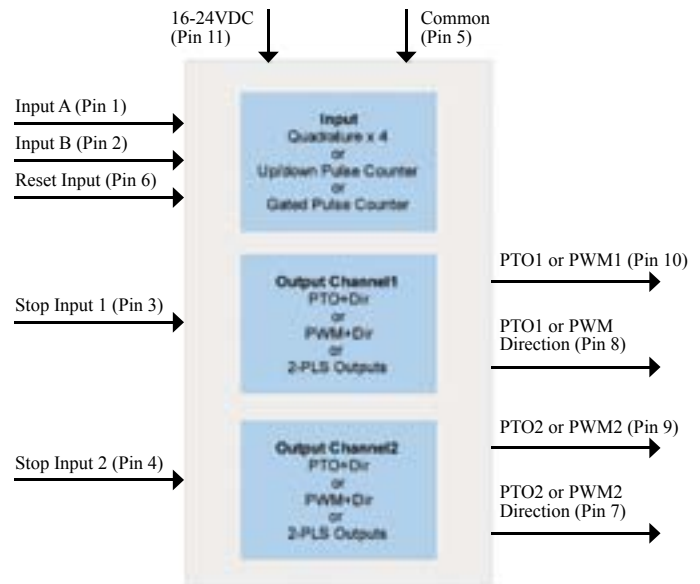 16-24VDC
(Pin 11)
Common
(Pin 5)
Input A (Pin 1)
Input B (Pin 2)
Reset Input (Pin 6)
Input
Quadrature x 4
or
Up/down Pulse Counter
or
Gated Pulse Counter
Stop Input 1 (Pin 3)
Output Channel1
PTO+Dir
or
PWM+Dir
or
2-PLS Outputs
PTO1 or PWM1 (Pin 10)
PTO1 or PWM
Direction (Pin 8)
Stop Input 2 (Pin 4)
Output Channel2
PTO+Dir
or
PWM+Dir
or
2-PLS Outputs
PTO2 or PWM2 (Pin 9)
PTO2 or PWM2
Direction (Pin 7)